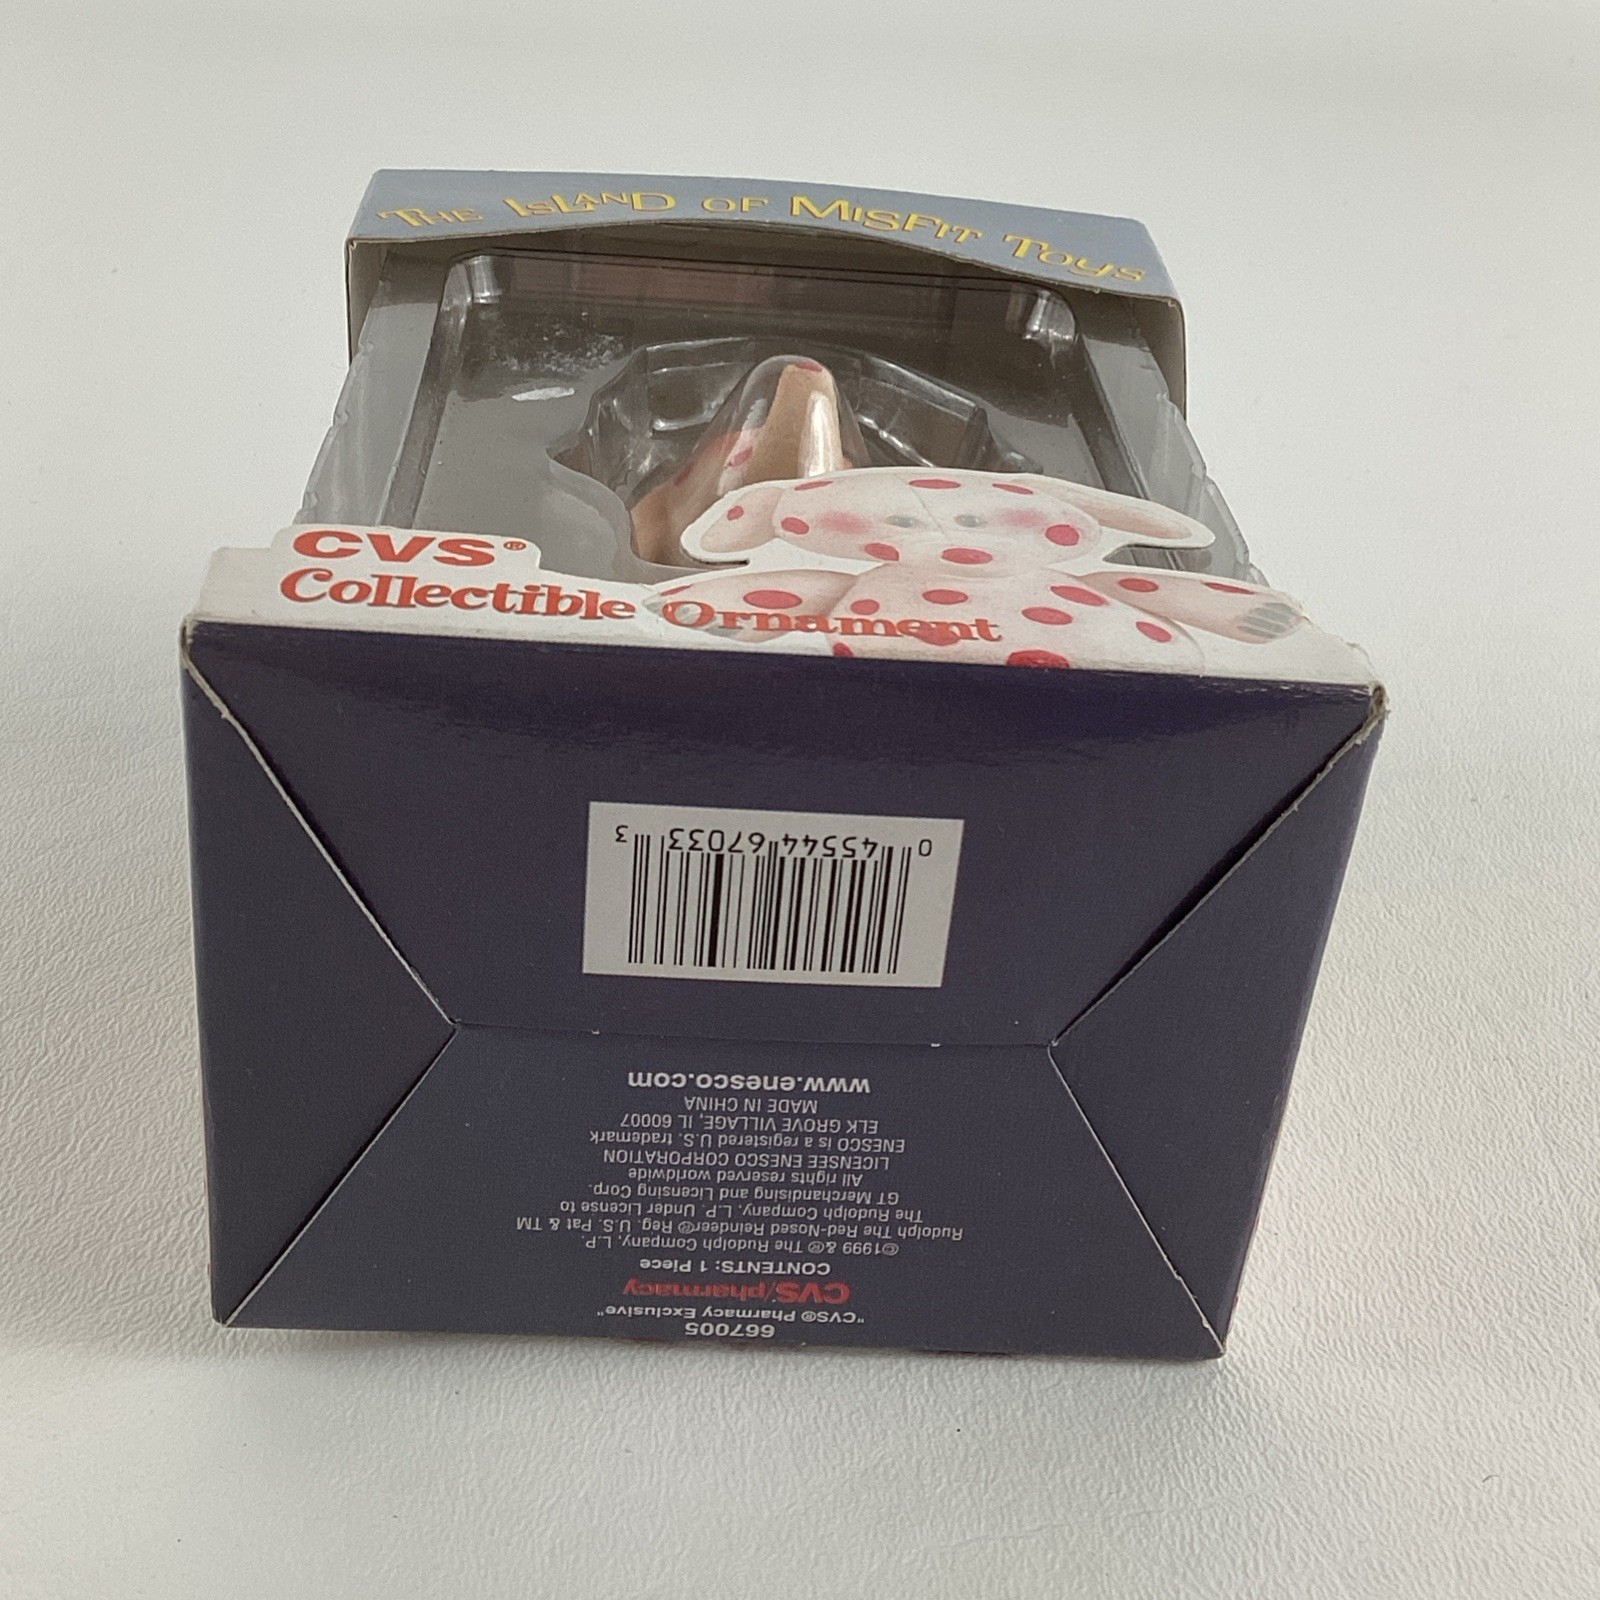 THE ISLAND OF MISFIT TOYS
CVS®
Collectible Ornament
667005
"CVS® Pharmacy Exclusive"
CVS/pharmacy
CONTENTS: 1 Piece
©1999 & ® The Rudolph Company, L.P.
Rudolph The Red-Nosed Reindeer® Reg. U.S. Pat & TM
The Rudolph Company, L.P. Under License to
GT Merchandising and Licensing Corp.
All rights reserved worldwide
LICENSEE ENESCO CORPORATION
ENESCO is a registered U.S. trademark
ELK GROVE VILLAGE, IL 60007
MADE IN CHINA
www.enesco.com
0 45544 67033 3